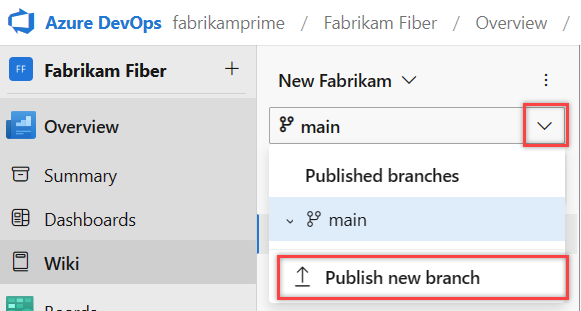 Azure DevOps fabrikamprime / Fabrikam Fiber / Overview /
FF Fabrikam Fiber +
New Fabrikam
Overview
main
Summary
Published branches
Dashboards
main
Wiki
Publish new branch